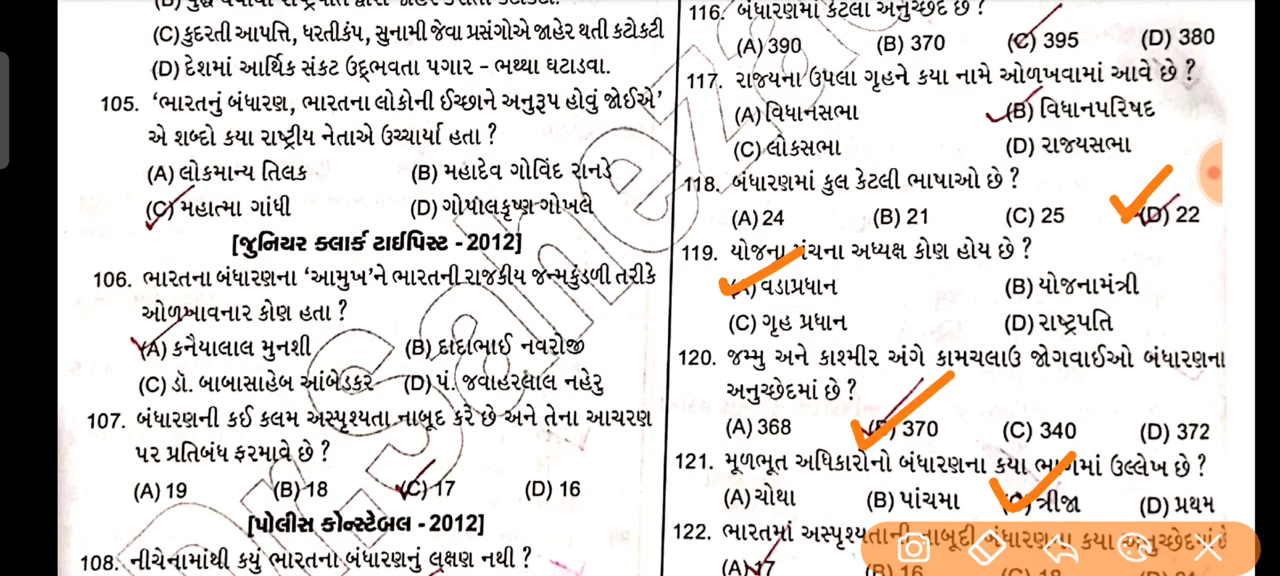 (C) કુદરતી આપત્તિ, ધરતીકંપ, સુનામી જેવા પ્રસંગોએ જાહેર થતી કટોકટી
(D) દેશમાં આર્થિક સંકટ ઉદ્ભવતા પગાર - ભથ્થા ઘટાડવા.
105. 'ભારતનું બંધારણ, ભારતના લોકોની ઈચ્છાને અનુરૂપ હોવું જોઈએ'
એ શબ્દો કયા રાષ્ટ્રીય નેતાએ ઉચ્ચાર્યા હતા ?
(A) લોકમાન્ય તિલક (B) મહાદેવ ગોવિંદ રાનડે
(C) મહાત્મા ગાંધી (D) ગોપાલકૃષ્ણ ગોખલે
[જુનિયર ક્લાર્ક ટાઈપિસ્ટ - 2012]
106. ભારતના બંધારણના 'આમુખ'ને ભારતની રાજકીય જન્મકુંડળી તરીકે
ઓળખાવનાર કોણ હતા ?
(A) કનૈયાલાલ મુનશી (B) દાદાભાઈ નવરોજી
(C) ડૉ. બાબાસાહેબ આંબેડકર (D) પં. જવાહરલાલ નહેરુ
107. બંધારણની કઈ કલમ અસ્પૃશ્યતા નાબૂદ કરે છે અને તેના આચરણ
પર પ્રતિબંધ ફરમાવે છે ?
(A) 19 (B) 18 (C) 17 (D) 16
[પોલીસ કોન્સ્ટેબલ - 2012]
108. નીચેનામાંથી કયું ભારતના બંધારણનું લક્ષણ નથી ?
116. બંધારણમાં કેટલા અનુચ્છેદ છે ?
(A) 390 (B) 370 (C) 395 (D) 380
117. રાજયના ઉપલા ગૃહને કયા નામે ઓળખવામાં આવે છે ?
(A) વિધાનસભા (B) વિધાનપરિષદ
(C) લોકસભા (D) રાજયસભા
118. બંધારણમાં કુલ કેટલી ભાષાઓ છે ?
(A) 24 (B) 21 (C) 25 (D) 22
119. યોજના પંચના અધ્યક્ષ કોણ હોય છે ?
(A) વડાપ્રધાન (B) યોજનામંત્રી
(C) ગૃહ પ્રધાન (D) રાષ્ટ્રપતિ
120. જમ્મુ અને કાશ્મીર અંગે કામચલાઉ જોગવાઈઓ બંધારણના
અનુચ્છેદમાં છે ?
(A) 368 (B) 370 (C) 340 (D) 372
121. મૂળભૂત અધિકારોનો બંધારણના કયા ભાગમાં ઉલ્લેખ છે ?
(A) ચોથા (B) પાંચમા (C) ત્રીજા (D) પ્રથમ
122. ભારતમાં અસ્પૃશ્યતાની નાબૂદી બંધારણના કયા અનુચ્છેદમાં છે
(A) 17 (B) 16